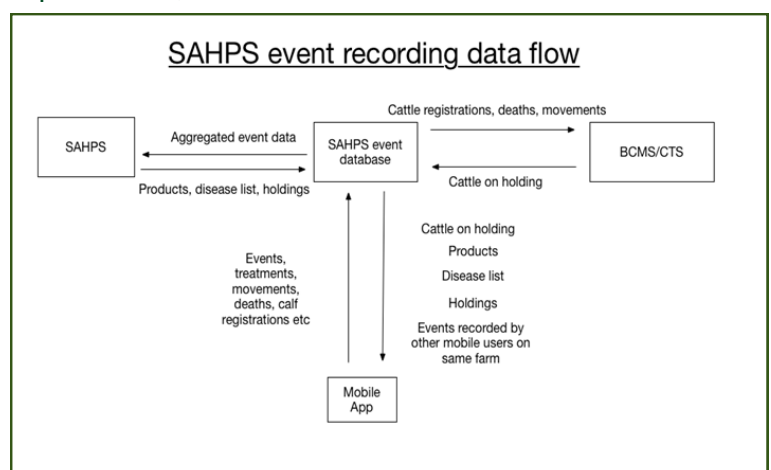 SAHPS event recording data flow
Cattle registrations, deaths, movements
SAHPS
Aggregated event data
SAHPS event
database
BCMS/CTS
Products, disease list, holdings
Cattle on holding
Events,
treatments,
movements,
deaths, calf
registrations etc
Cattle on holding
Products
Disease list
Holdings
Events recorded by
other mobile users on
same farm
Mobile
App